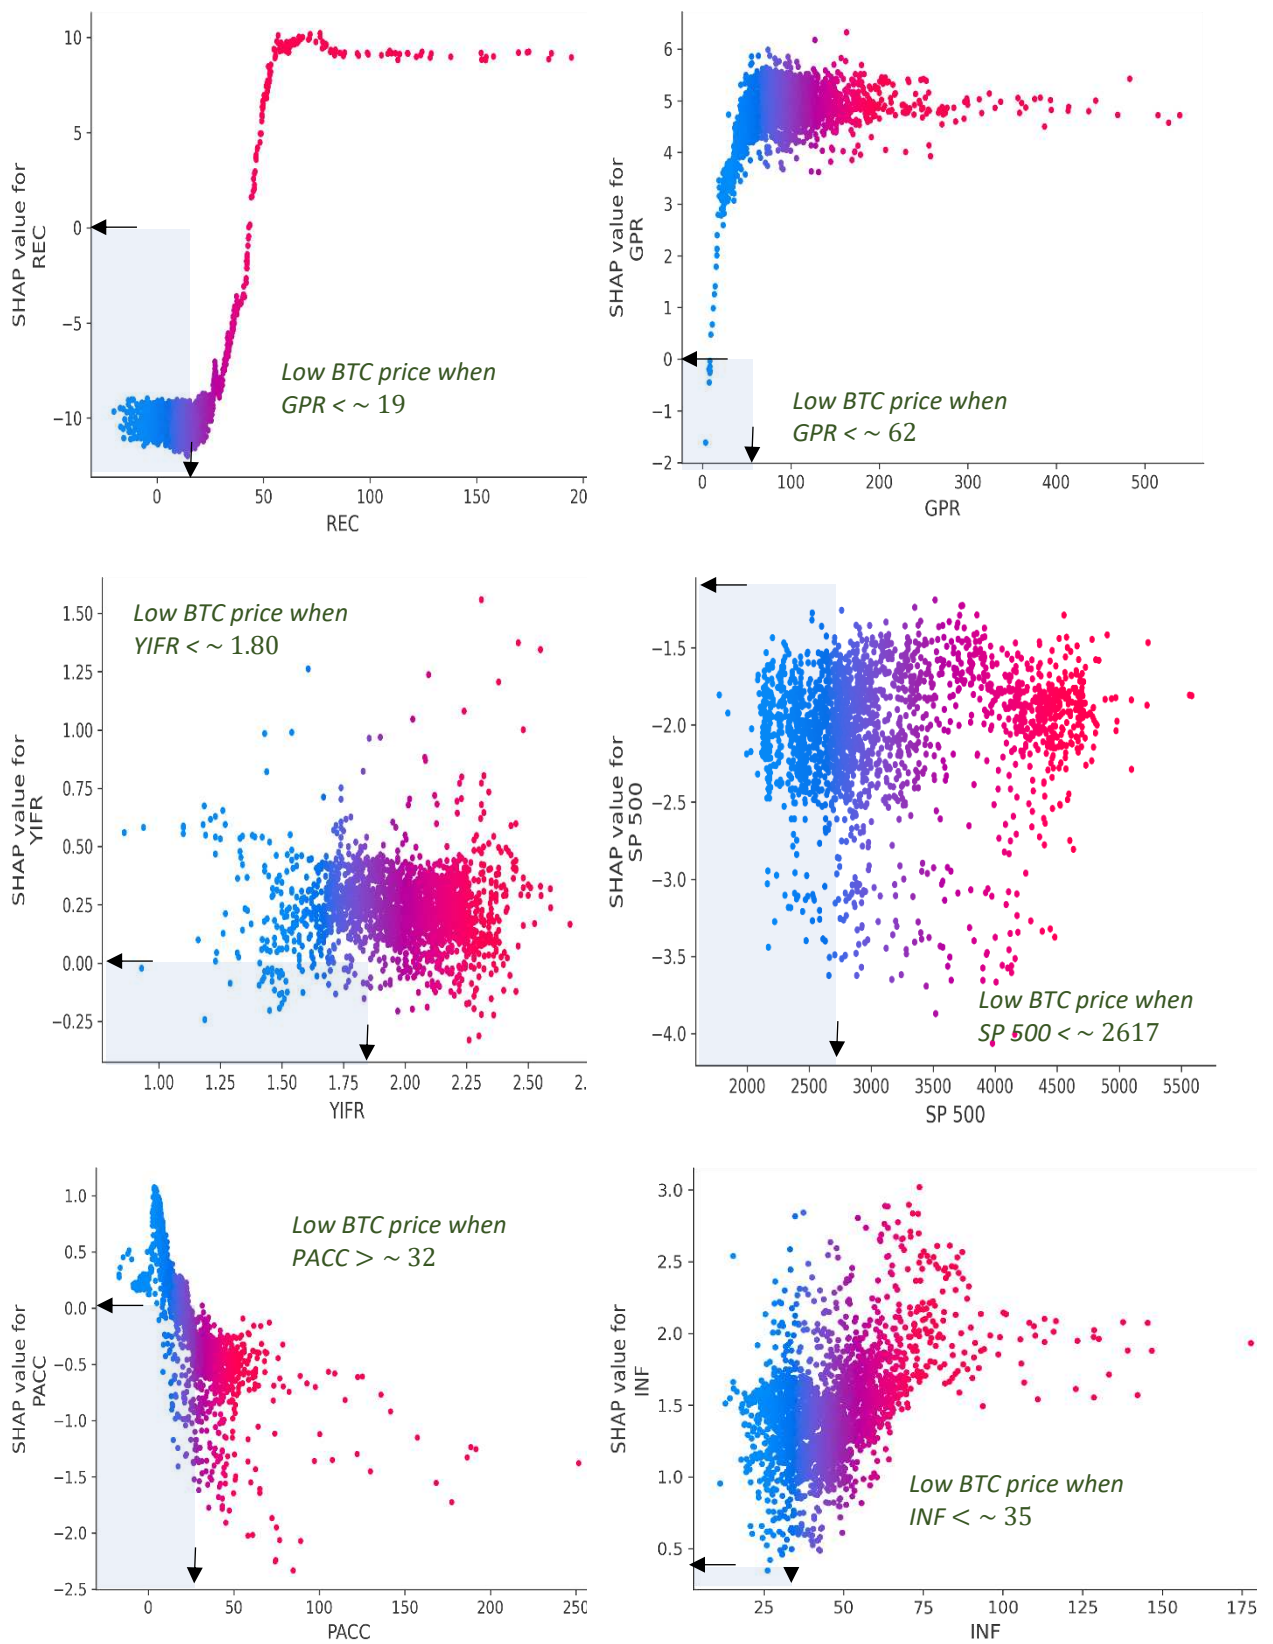 10
5
0
−5
−10
SHAP value for
REC
Low BTC price when
GPR < ~ 19
0
50
100
150
20
REC
6
5
4
3
2
1
0
−1
−2
SHAP value for
GPR
Low BTC price when
GPR < ~ 62
0
100
200
300
400
500
GPR
1.50
1.25
1.00
0.75
0.50
0.25
0.00
−0.25
SHAP value for
YIFR
Low BTC price when
YIFR < ~ 1.80
1.00
1.25
1.50
1.75
2.00
2.25
2.50
2.
YIFR
−1.5
−2.0
−2.5
−3.0
−3.5
−4.0
SHAP value for
SP 500
Low BTC price when
SP 500 < ~ 2617
2000
2500
3000
3500
4000
4500
5000
5500
SP 500
1.0
0.5
0.0
−0.5
−1.0
−1.5
−2.0
−2.5
SHAP value for
PACC
Low BTC price when
PACC > ~ 32
0
50
100
150
200
250
PACC
3.0
2.5
2.0
1.5
1.0
0.5
SHAP value for
INF
Low BTC price when
INF < ~ 35
25
50
75
100
125
150
175
INF